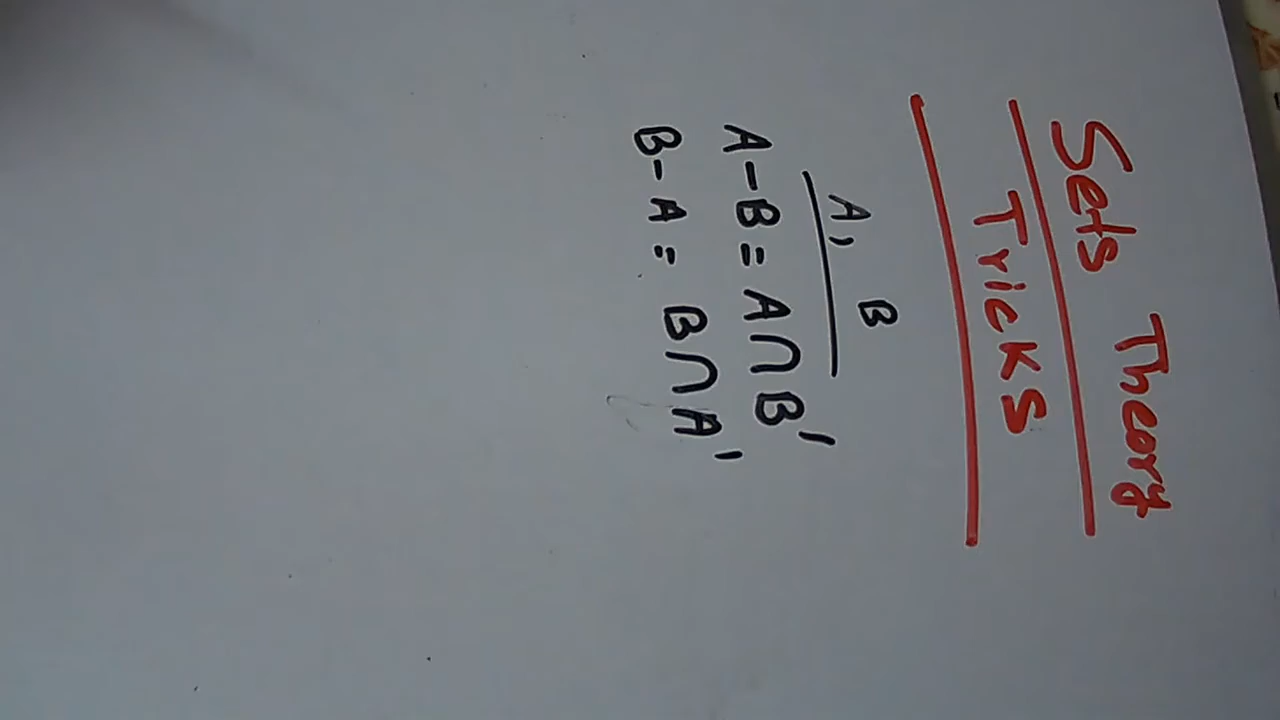 Sets Theory
Tricks
A, B
A-B = A∩B'
B-A = B∩A'